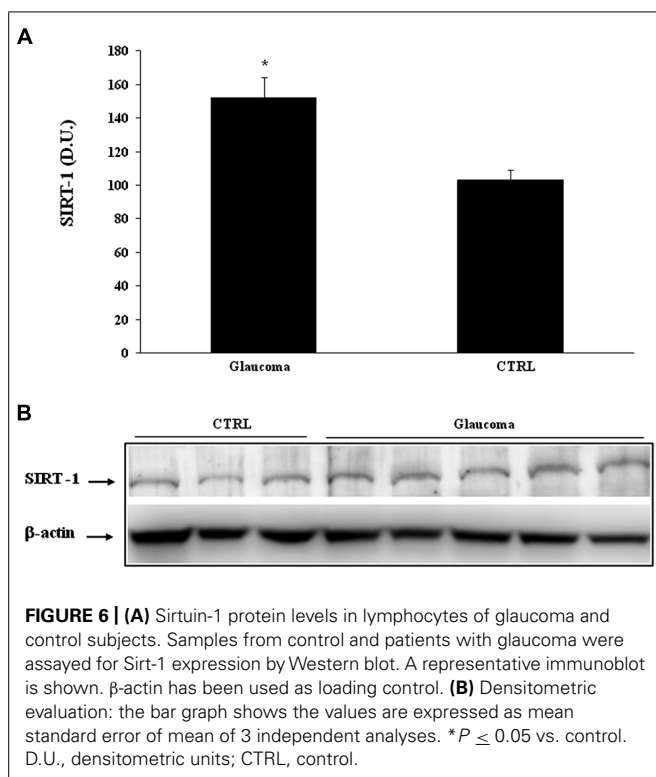 A
180
160
140
120
100
80
60
40
20
0
SIRT-1 (D.U.)
*
Glaucoma
CTRL
B
CTRL
Glaucoma
SIRT-1
β-actin
FIGURE 6 | (A) Sirtuin-1 protein levels in lymphocytes of glaucoma and
control subjects. Samples from control and patients with glaucoma were
assayed for Sirt-1 expression by Western blot. A representative immunoblot
is shown. β-actin has been used as loading control. (B) Densitometric
evaluation: the bar graph shows the values are expressed as mean
standard error of mean of 3 independent analyses. *P ≤ 0.05 vs. control.
D.U., densitometric units; CTRL, control.